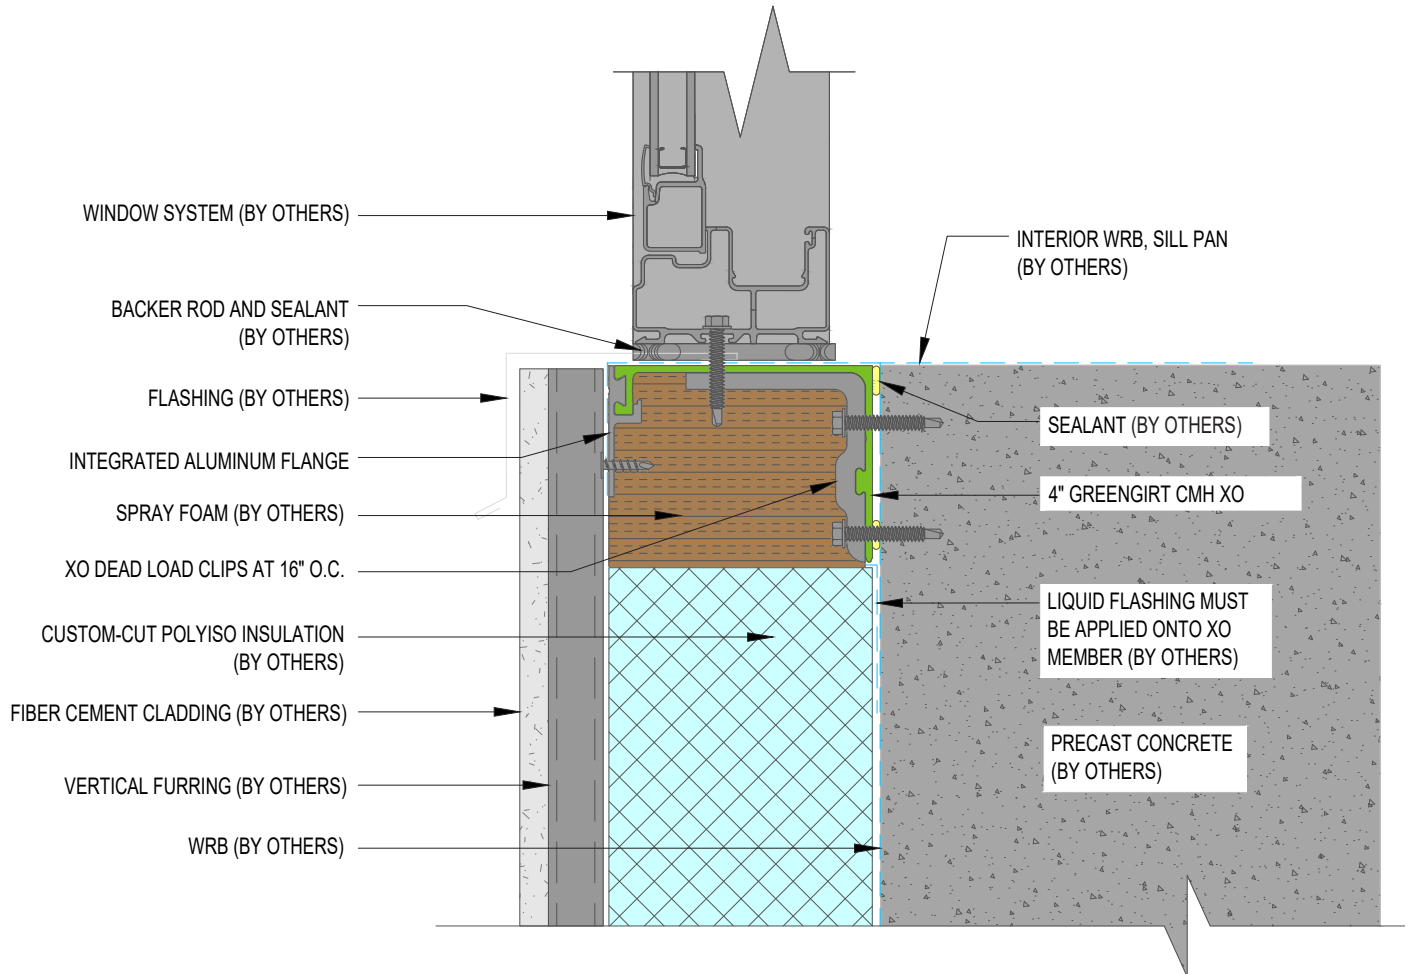 WINDOW SYSTEM (BY OTHERS)
BACKER ROD AND SEALANT
(BY OTHERS)
FLASHING (BY OTHERS)
INTEGRATED ALUMINUM FLANGE
SPRAY FOAM (BY OTHERS)
XO DEAD LOAD CLIPS AT 16" O.C.
CUSTOM-CUT POLYISO INSULATION
(BY OTHERS)
FIBER CEMENT CLADDING (BY OTHERS)
VERTICAL FURRING (BY OTHERS)
WRB (BY OTHERS)
INTERIOR WRB, SILL PAN
(BY OTHERS)
SEALANT (BY OTHERS)
4" GREENGIRT CMH XO
LIQUID FLASHING MUST
BE APPLIED ONTO XO
MEMBER (BY OTHERS)
PRECAST CONCRETE
(BY OTHERS)